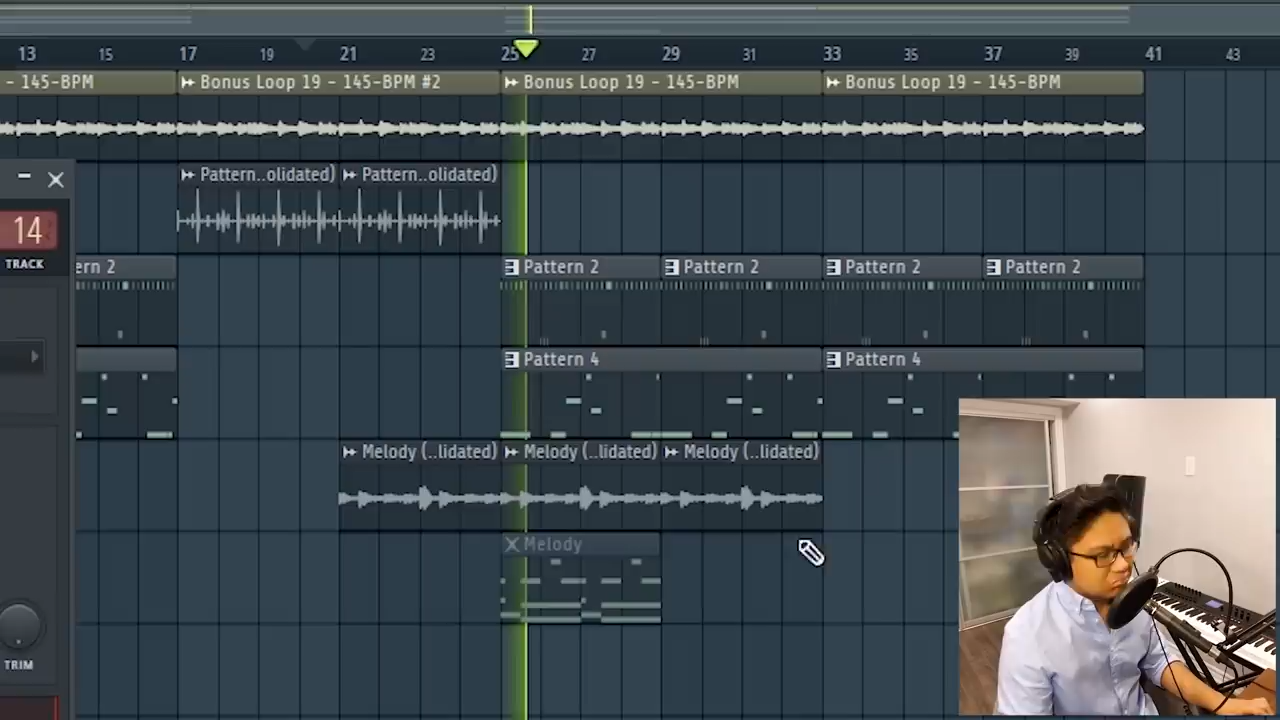 13 15 17 19 21 23 25 27 29 31 33 35 37 39 41 43
- 145-BPM Bonus Loop 19 - 145-BPM #2 Bonus Loop 19 - 145-BPM Bonus Loop 19 - 145-BPM
Pattern..olidated) Pattern..olidated)
14
TRACK
ern 2 Pattern 2 Pattern 2 Pattern 2 Pattern 2
Pattern 4 Pattern 4
Melody (..lidated) Melody (..lidated) Melody (..lidated)
Melody
TRIM